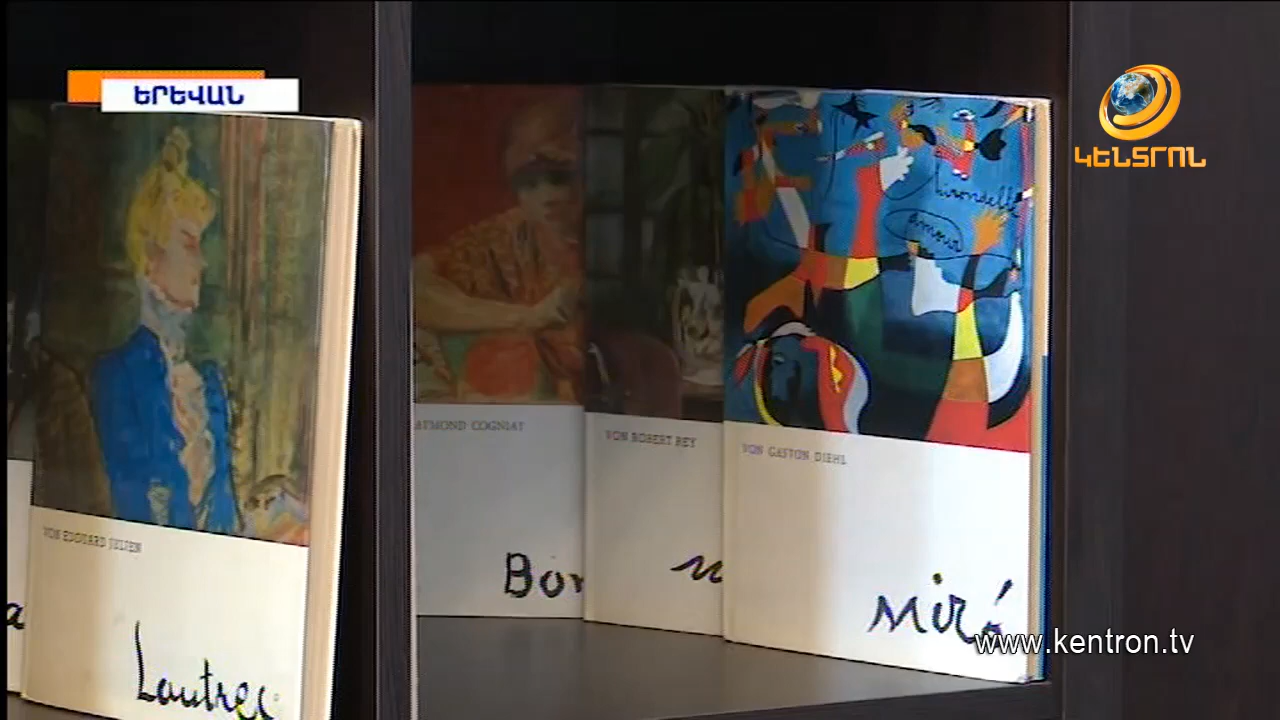 ԵՐԵՎԱՆ
ԿԵՆՏՐՈՆ
hirondelle
amour
VON EDOUARD JULIEN
Lautrec
AYMOND COGNIAT
Bon
VON ROBERT REY
VON GASTON DIEHL
Miró
www.kentron.tv